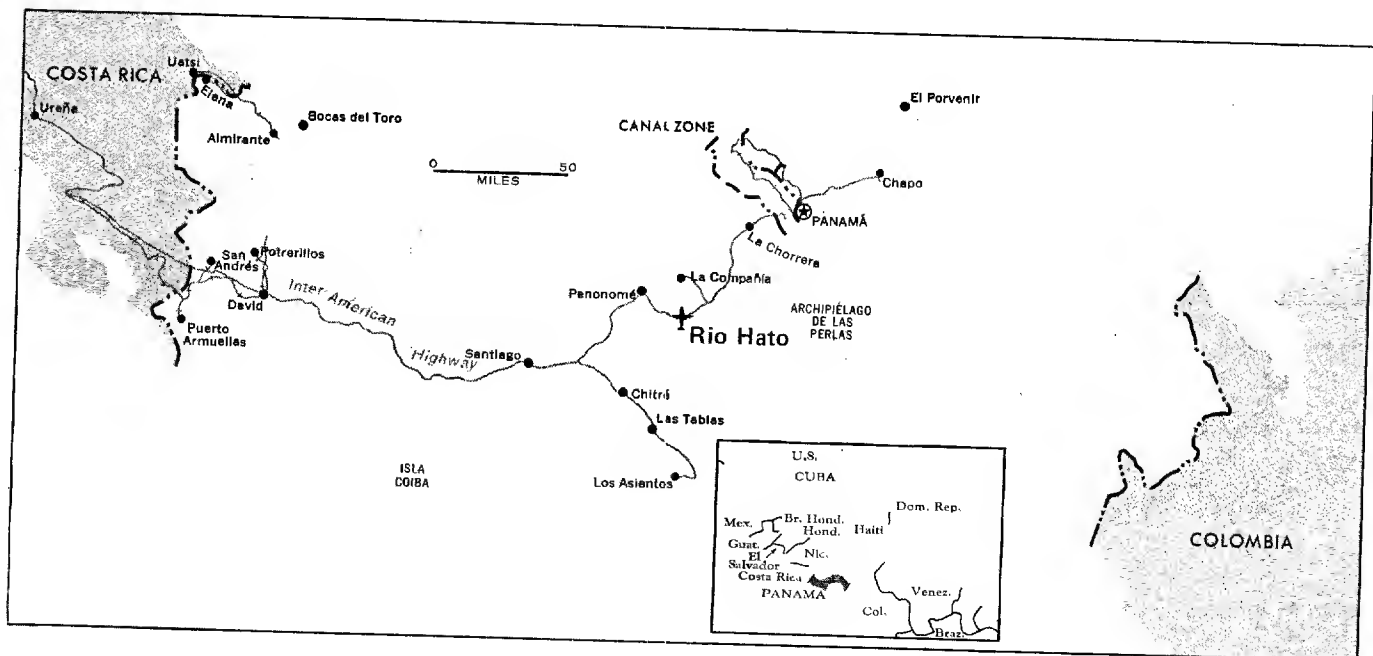 COSTA RICA
Uatsi
Elena
Ureña
Almirante
Bocas del Toro
0 50
MILES
CANAL ZONE
El Porvenir
Chepo
PANAMÁ
La Chorrera
San
Andrés
Potrerillos
David
Puerto
Armuellas
Inter-American
Highway
Santiago
Penonomé
La Compañía
Rio Hato
ARCHIPIÉLAGO
DE LAS
PERLAS
Chitré
Las Tablas
Los Asientos
ISLA
COIBA
U.S.
CUBA
Mex.
Br. Hond.
Hond.
Haiti
Dom. Rep.
Guat.
El
Salvador
Nic.
Costa Rica
PANAMA
Col.
Venez.
Braz.
COLOMBIA